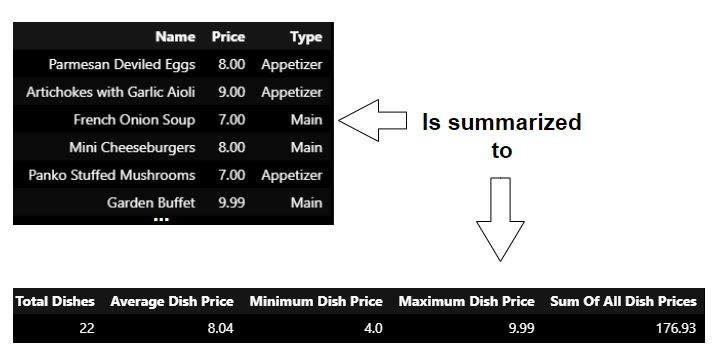 Name Price Type
Parmesan Deviled Eggs 8.00 Appetizer
Artichokes with Garlic Aioli 9.00 Appetizer
French Onion Soup 7.00 Main
Mini Cheeseburgers 8.00 Main
Panko Stuffed Mushrooms 7.00 Appetizer
Garden Buffet 9.99 Main
...
Is summarized
to
Total Dishes Average Dish Price Minimum Dish Price Maximum Dish Price Sum Of All Dish Prices
22 8.04 4.0 9.99 176.93